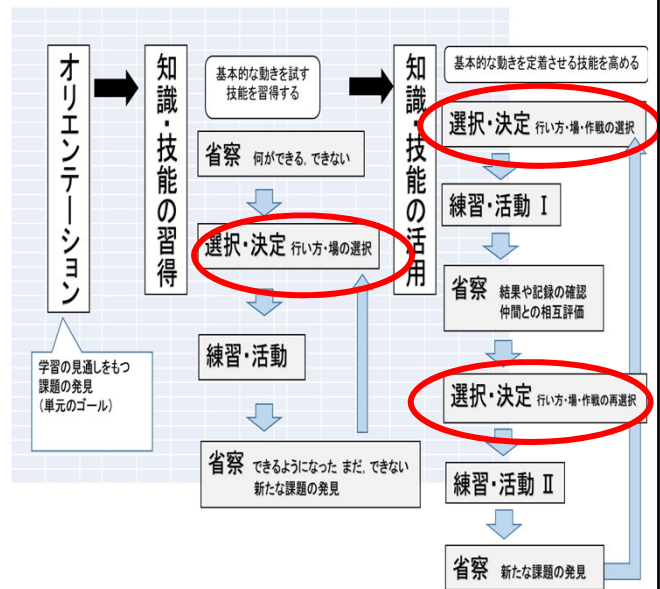 オリエンテーション
学習の見通しをもつ
課題の発見
(単元のゴール)
知識・技能の習得
基本的な動きを試す
技能を習得する
省察 何ができる,できない
選択・決定 行い方・場の選択
練習・活動
省察 できるようになった まだ,できない
新たな課題の発見
知識・技能の活用
基本的な動きを定着させる技能を高める
選択・決定 行い方・場・作戦の選択
練習・活動 Ⅰ
省察 結果や記録の確認
仲間との相互評価
選択・決定 行い方・場・作戦の再選択
練習・活動 Ⅱ
省察 新たな課題の発見